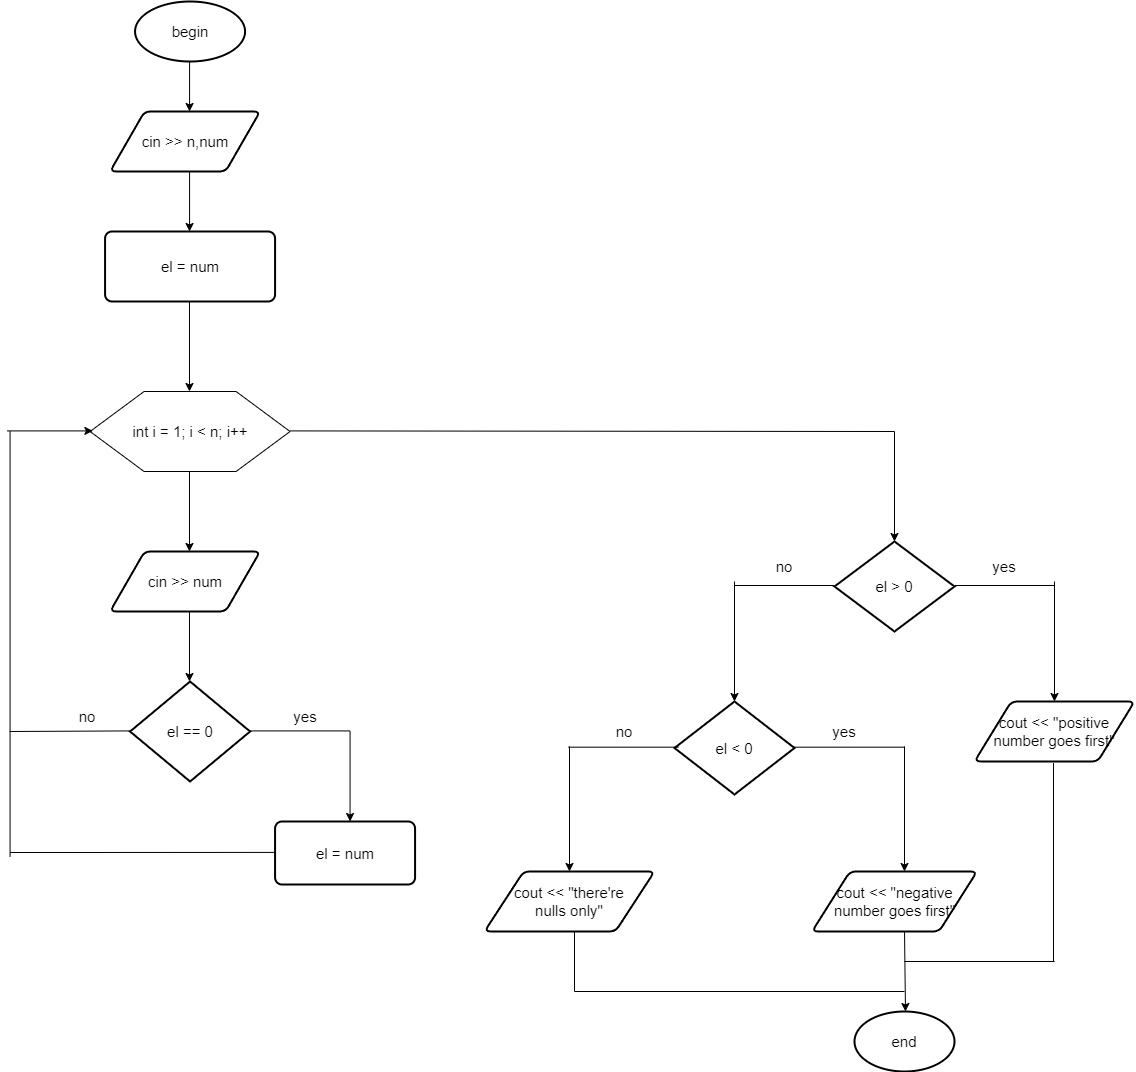 begin
cin >> n,num
el = num
int i = 1; i < n; i++
cin >> num
el == 0
no
yes
el = num
el > 0
no
yes
cout << "positive
number goes first"
el < 0
no
yes
cout << "there're
nulls only"
cout << "negative
number goes first"
end